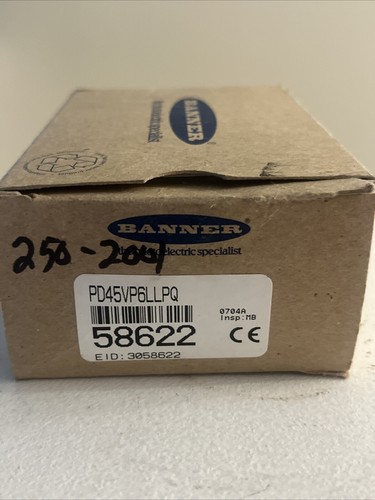 BANNER
BANNER
250-2001
photoelectric specialist
PD45VP6LLPQ
58622
EID: 3058622
0704A
Insp:MB
CE